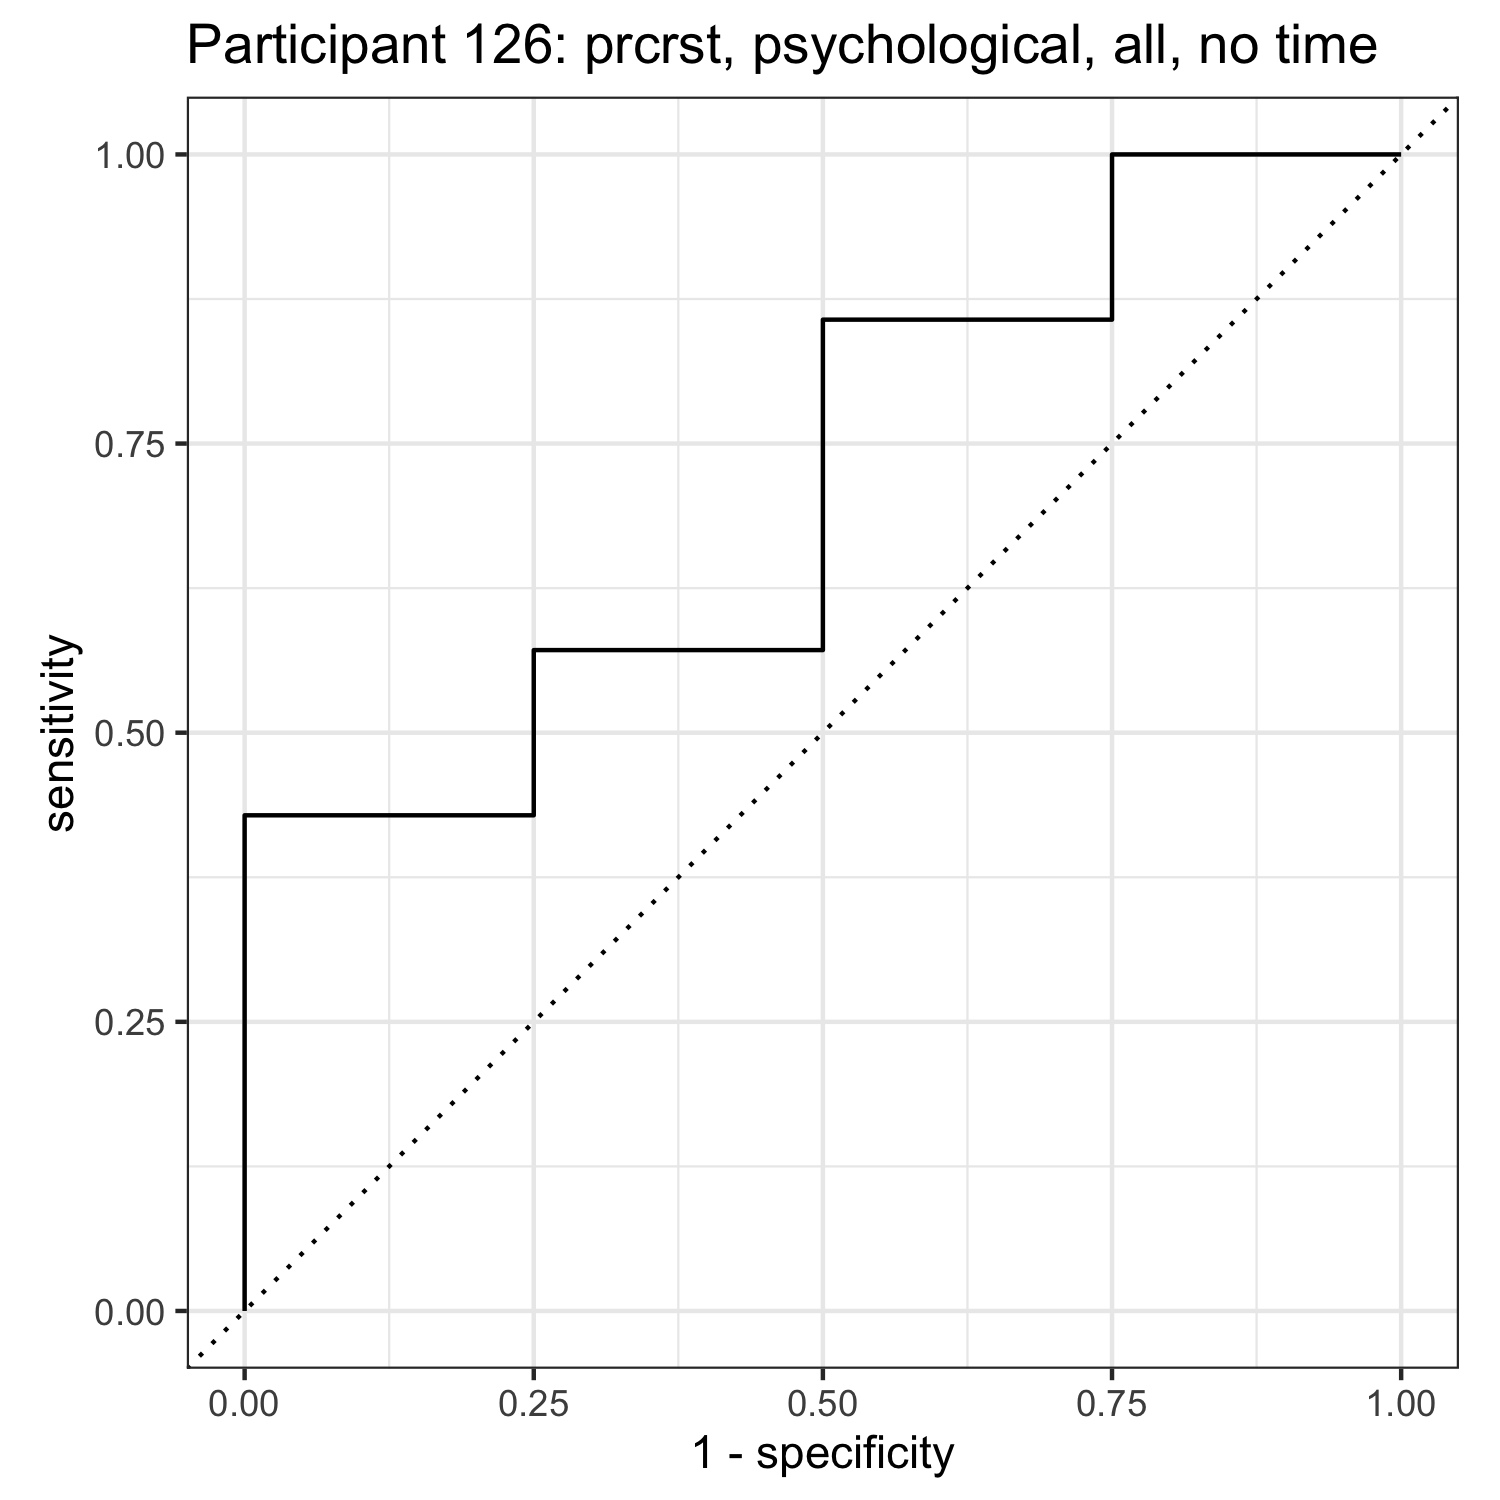 Participant 126: prcrst, psychological, all, no time
1.00
0.75
0.50
0.25
0.00
sensitivity
0.00 0.25 0.50 0.75 1.00
1 - specificity